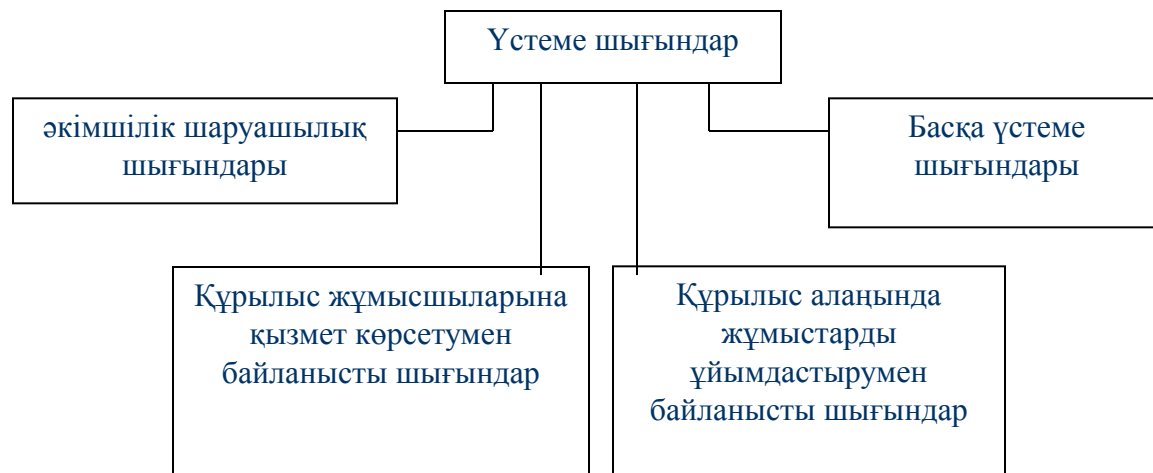 Үстеме шығындар
әкімшілік шаруашылық
шығындары
Басқа үстеме
шығындары
Құрылыс жұмысшыларына
қызмет көрсетумен
байланысты шығындар
Құрылыс алаңында
жұмыстарды
ұйымдастырумен
байланысты шығындар